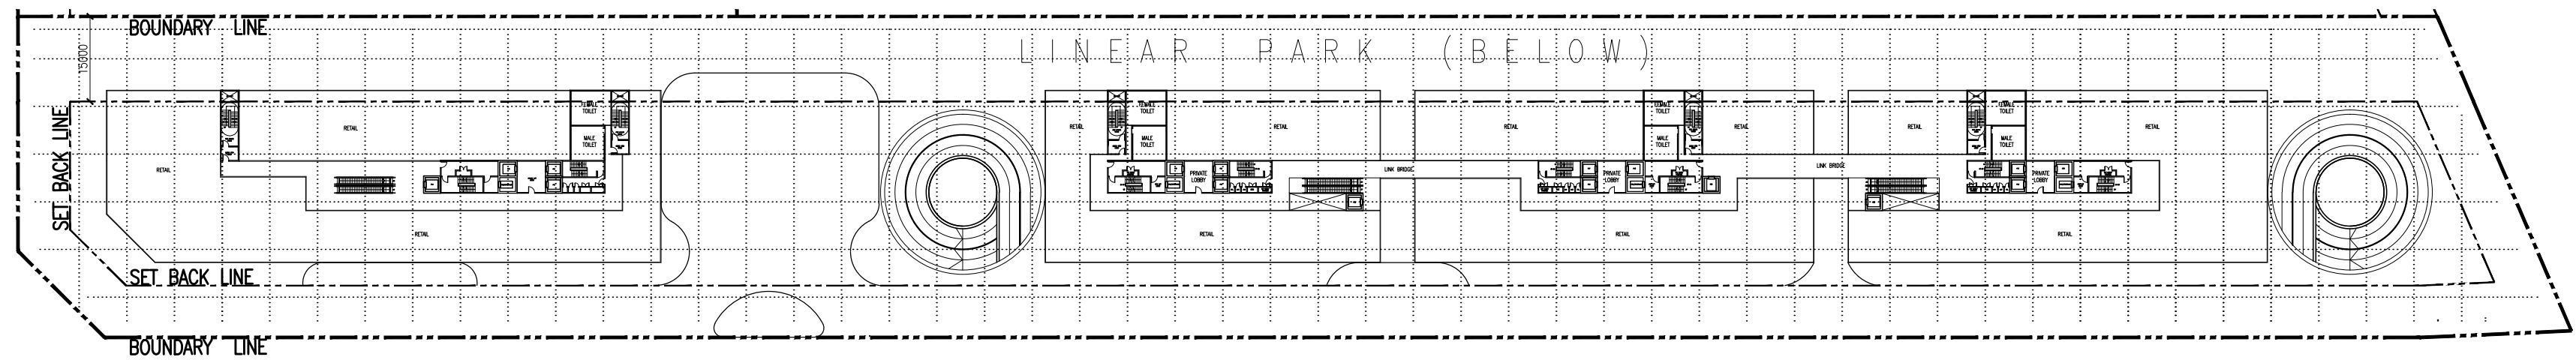 BOUNDARY LINE
LINEAR PARK (BELOW)
15000
SET BACK LINE
FEMALE
TOILET
MALE
TOILET
RETAIL
RETAIL
RETAIL
RETAIL
FEMALE
TOILET
MALE
TOILET
RETAIL
PRIVATE
LOBBY
RETAIL
LINK BRIDGE
RETAIL
FEMALE
TOILET
MALE
TOILET
RETAIL
PRIVATE
LOBBY
RETAIL
LINK BRIDGE
RETAIL
FEMALE
TOILET
MALE
TOILET
RETAIL
PRIVATE
LOBBY
RETAIL
SET BACK LINE
BOUNDARY LINE